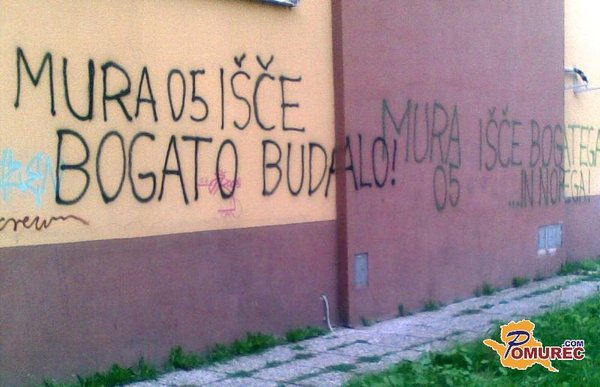 MURA 05 IŠČE
BOGATO BUDALO!
MURA IŠČE BOGATEGA
05 ...IN NOREGA!
POMUREC.COM